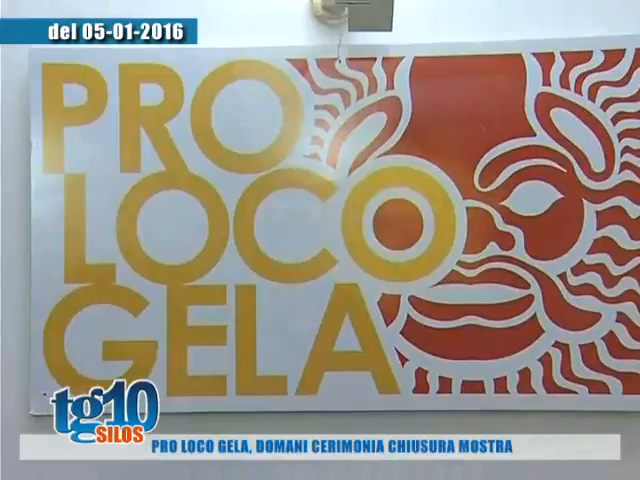 del 05-01-2016
PRO
LOCO
GELA
tg10
SILOS
PRO LOCO GELA, DOMANI CERIMONIA CHIUSURA MOSTRA